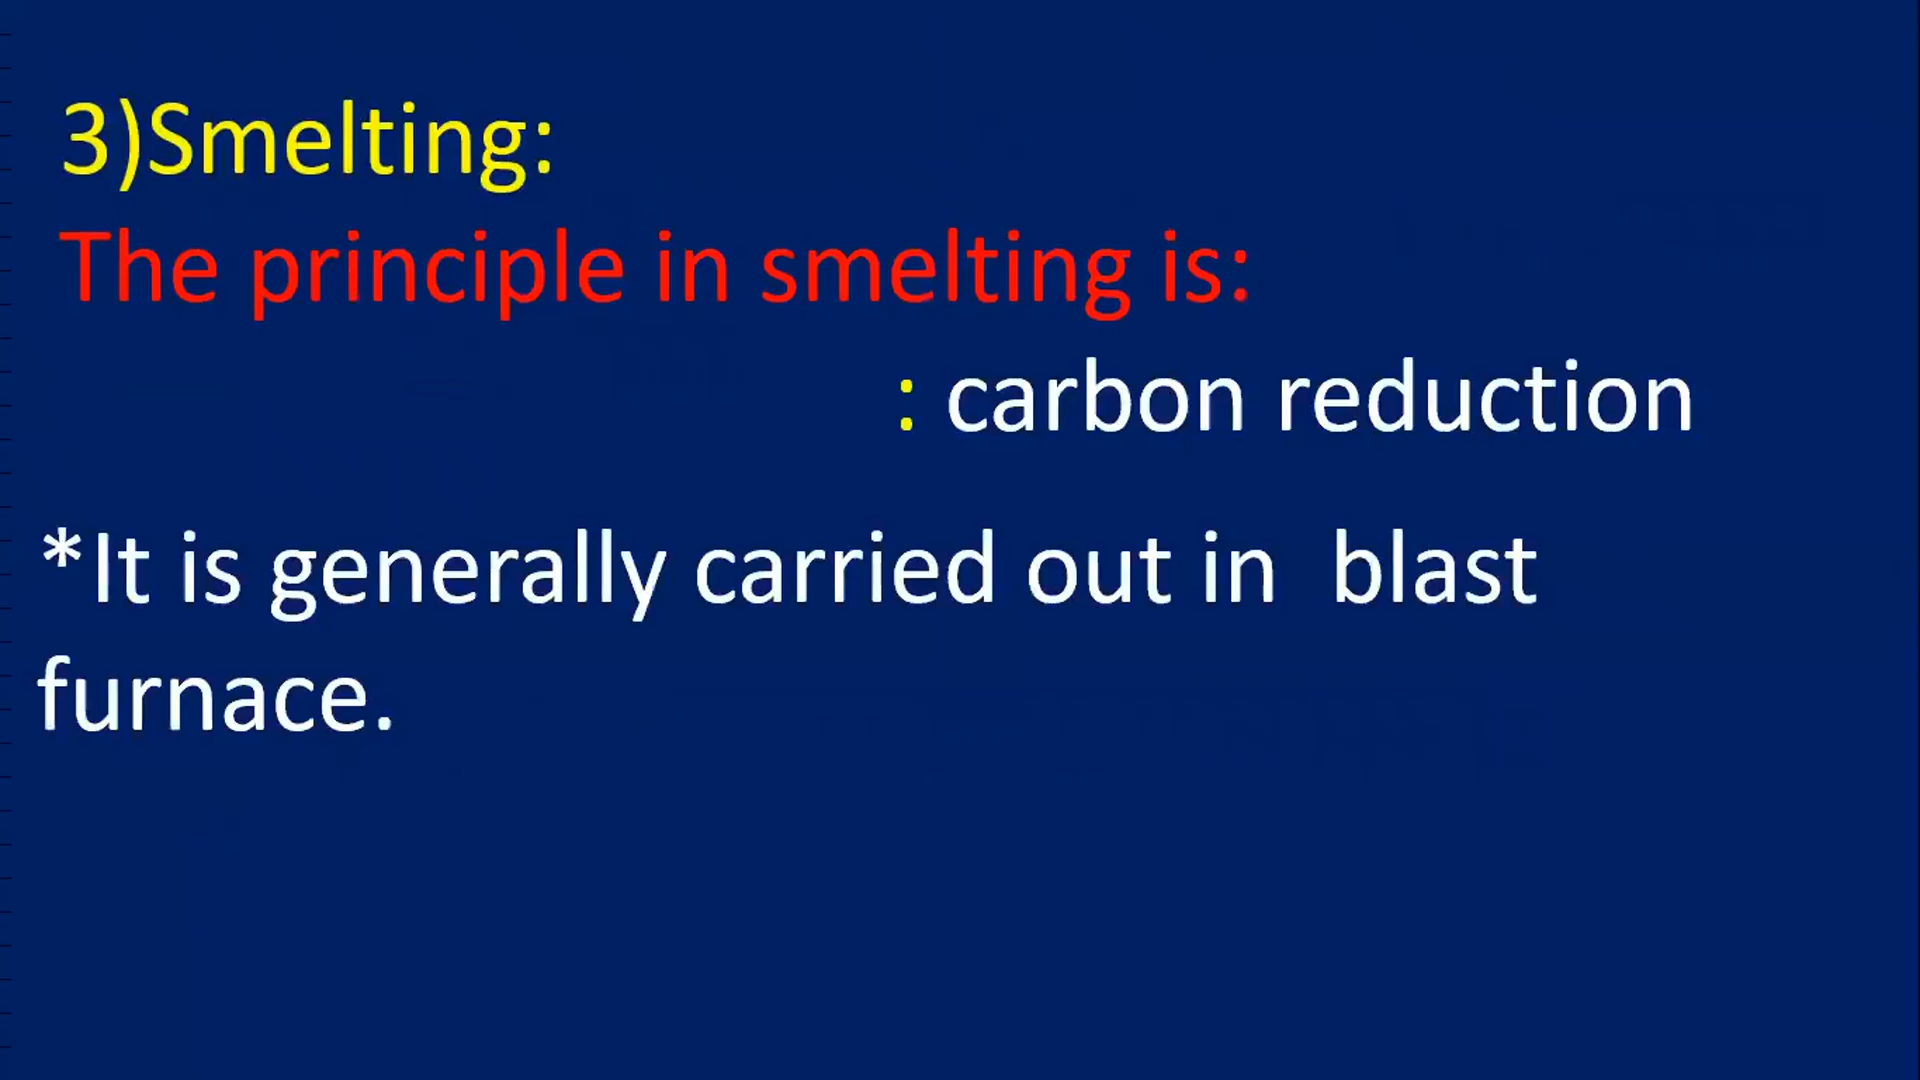 3)Smelting:
The principle in smelting is:
: carbon reduction
*It is generally carried out in  blast
furnace.